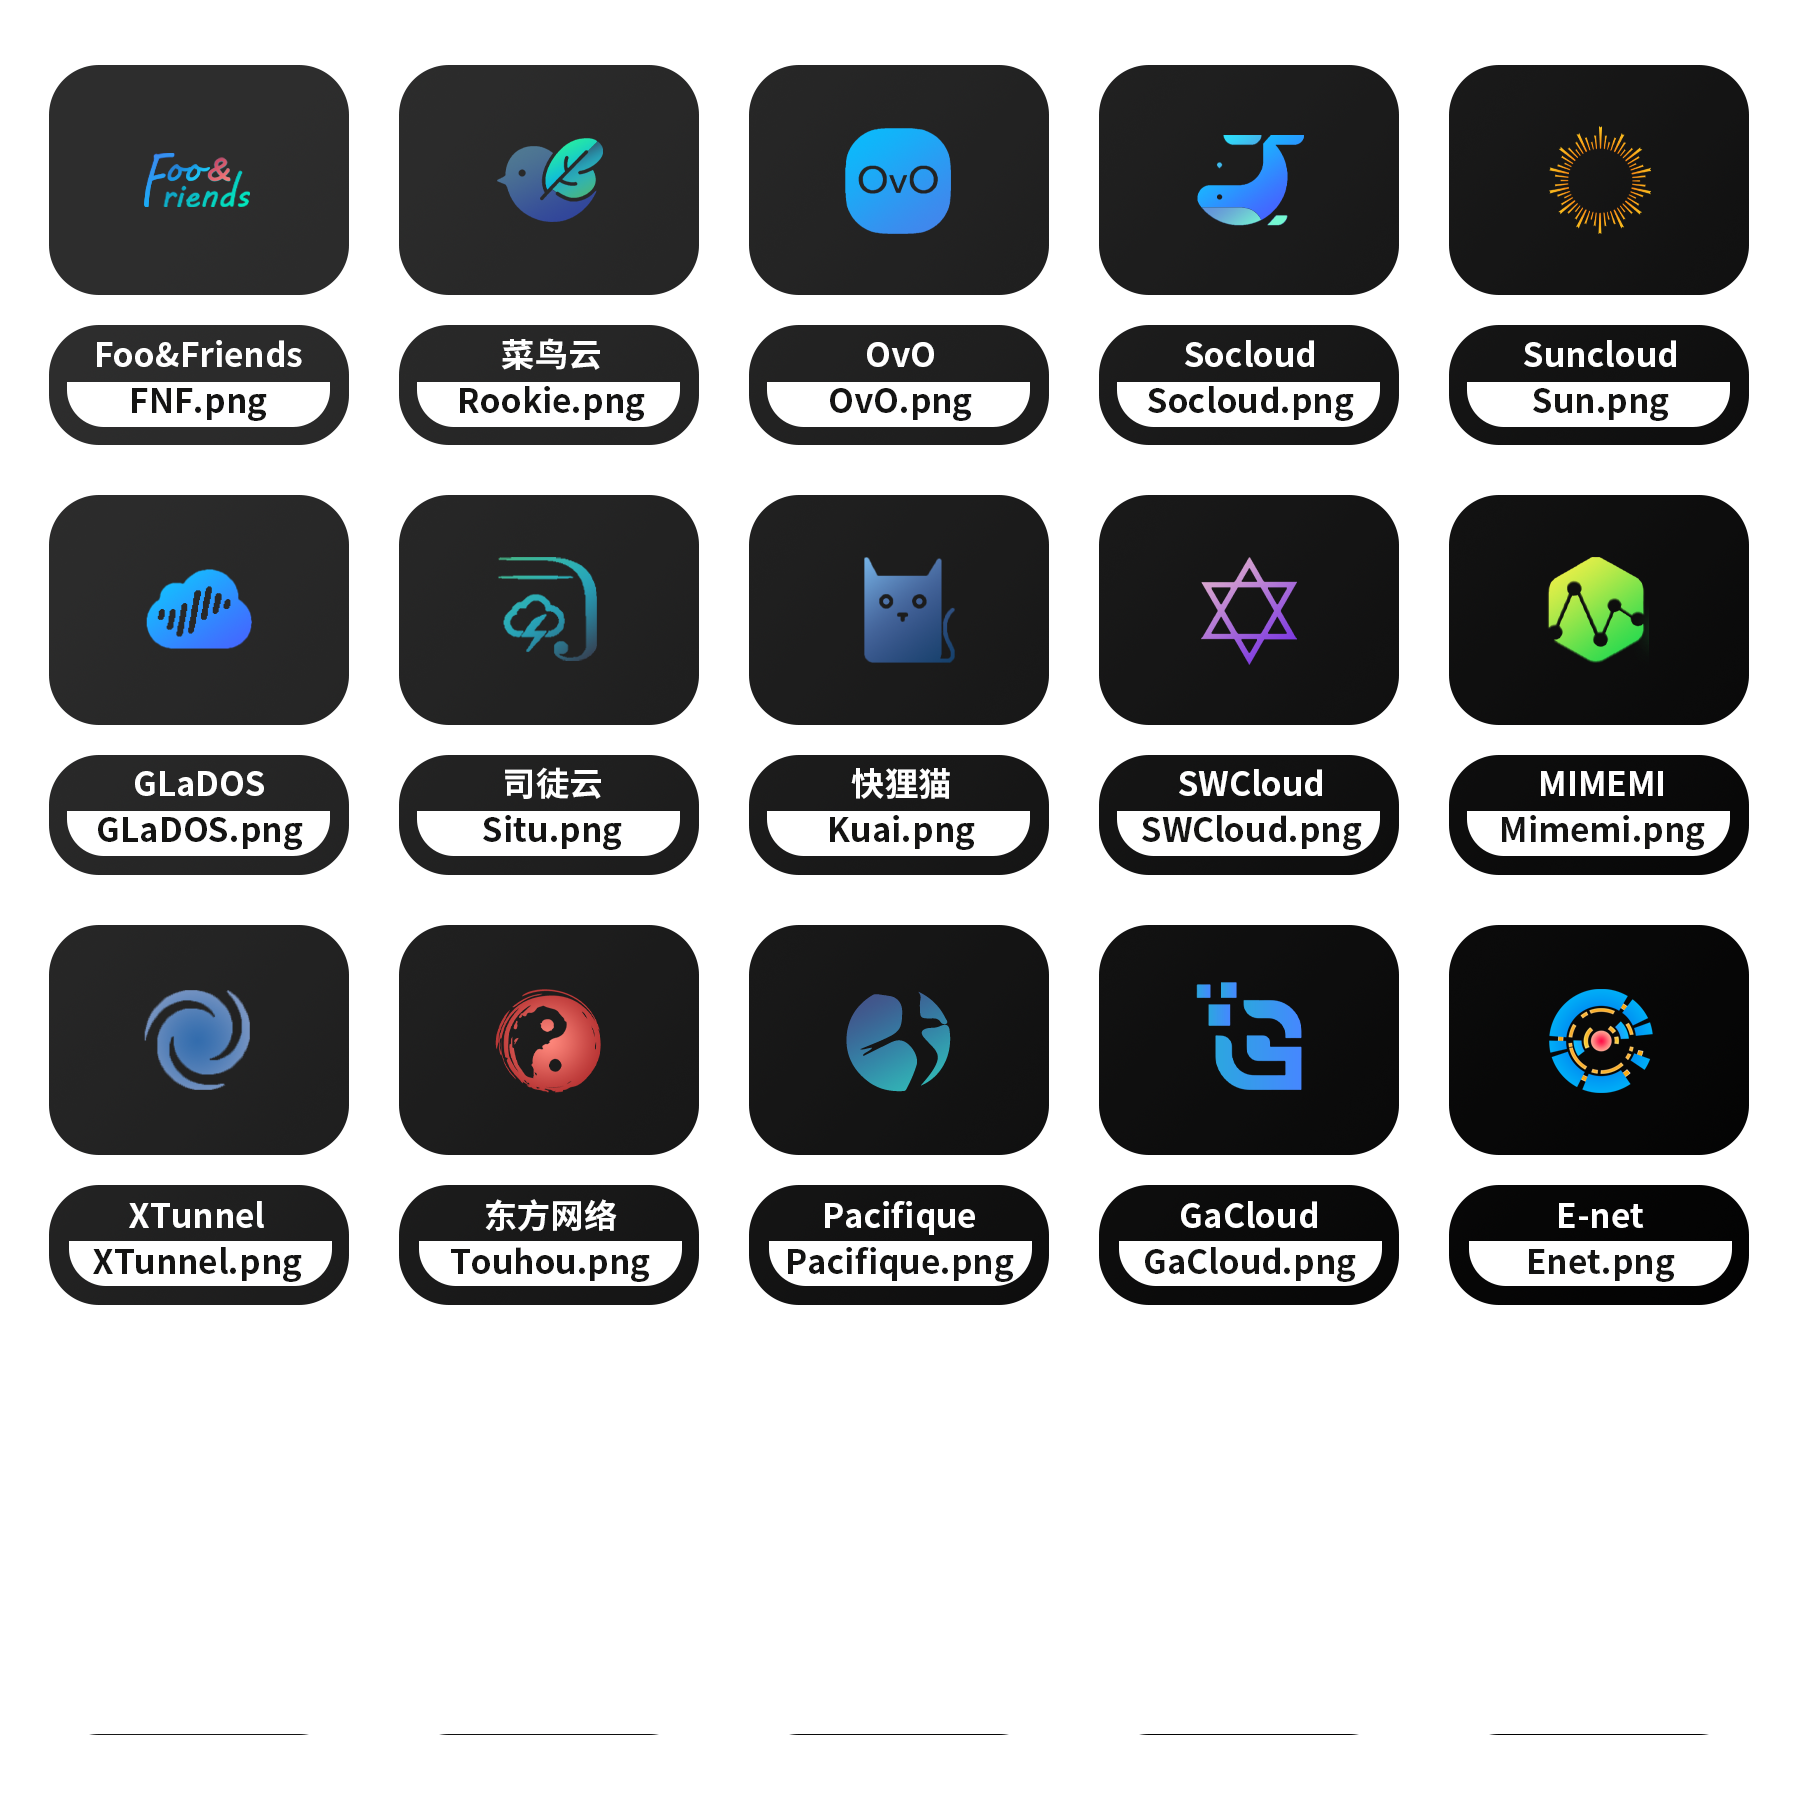 Foo&
riends
OvO
Foo&Friends
FNF.png
菜鸟云
Rookie.png
OvO
OvO.png
Socloud
Socloud.png
Suncloud
Sun.png
GLaDOS
GLaDOS.png
司徒云
Situ.png
快狸猫
Kuai.png
SWCloud
SWCloud.png
MIMEMI
Mimemi.png
XTunnel
XTunnel.png
东方网络
Touhou.png
Pacifique
Pacifique.png
GaCloud
GaCloud.png
E-net
Enet.png